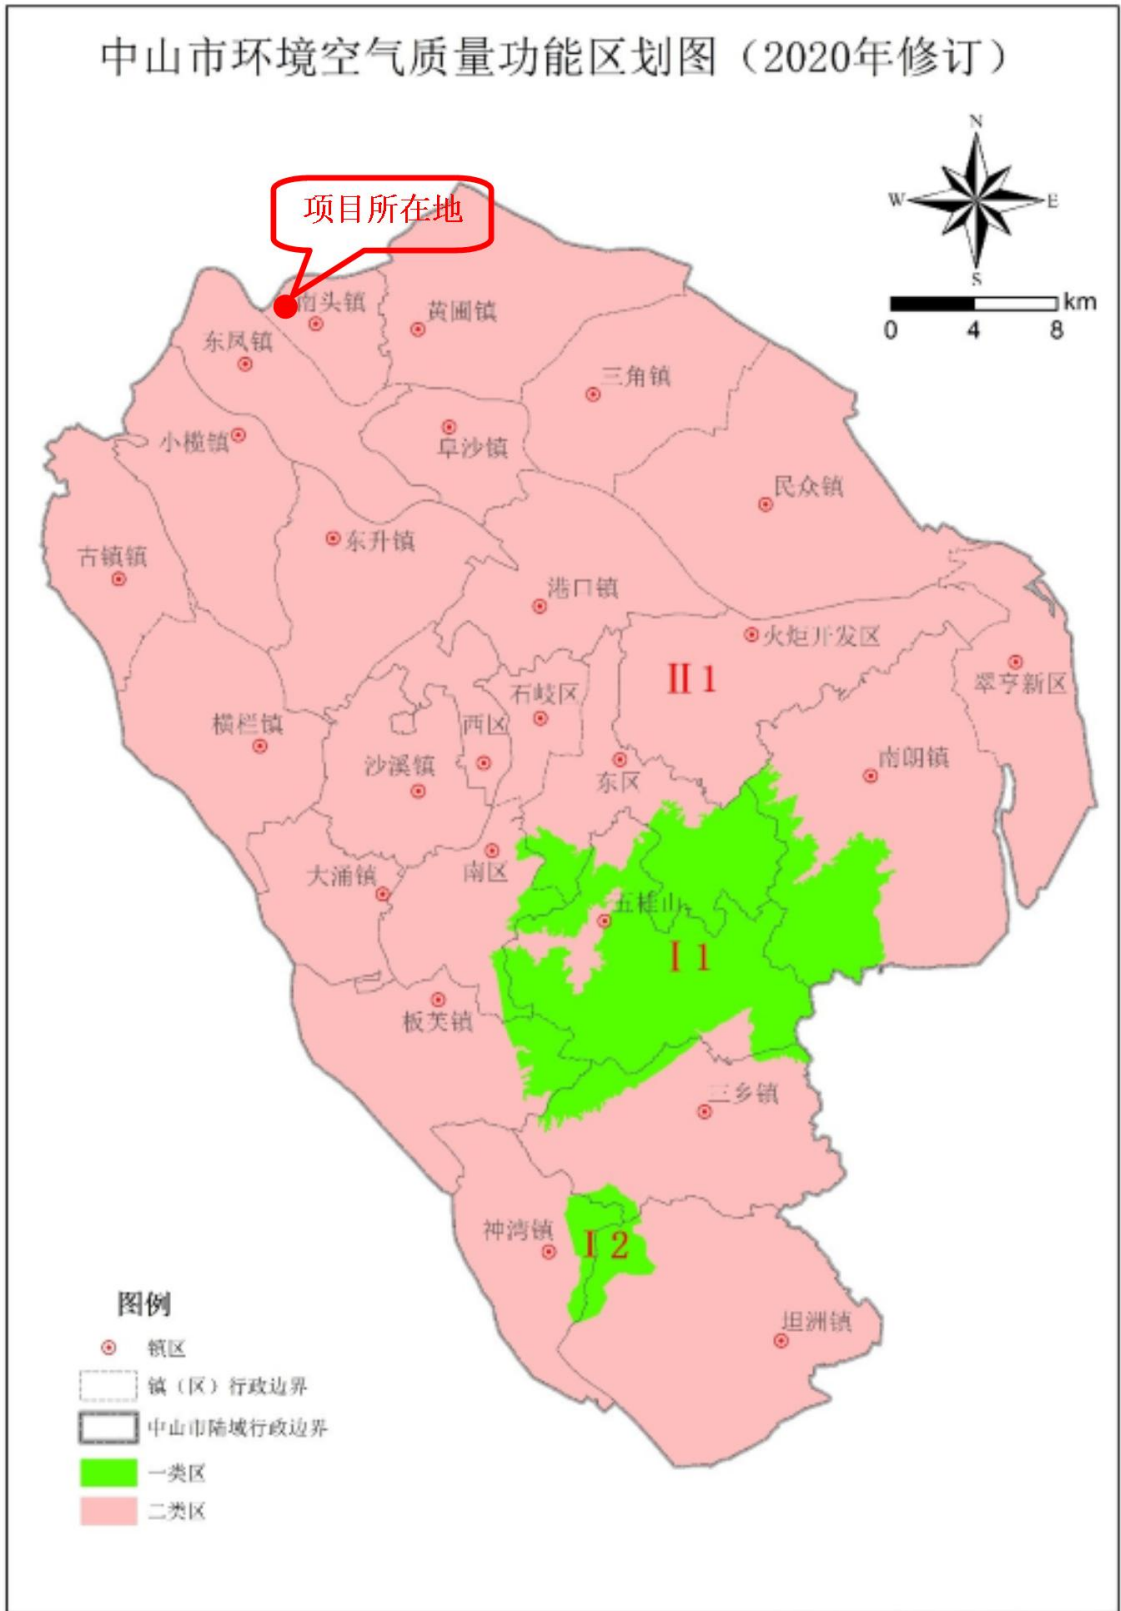 中山市环境空气质量功能区划图（2020年修订）
N
W
E
S
km
0
4
8
项目所在地
南头镇
黄圃镇
东凤镇
三角镇
小榄镇
阜沙镇
民众镇
古镇镇
东升镇
港口镇
火炬开发区
II 1
石岐区
翠亨新区
横栏镇
西区
沙溪镇
东区
南朗镇
大涌镇
南区
五桂山
I 1
板芙镇
三乡镇
神湾镇
I 2
坦洲镇
图例
镇区
镇（区）行政边界
中山市陆域行政边界
一类区
二类区